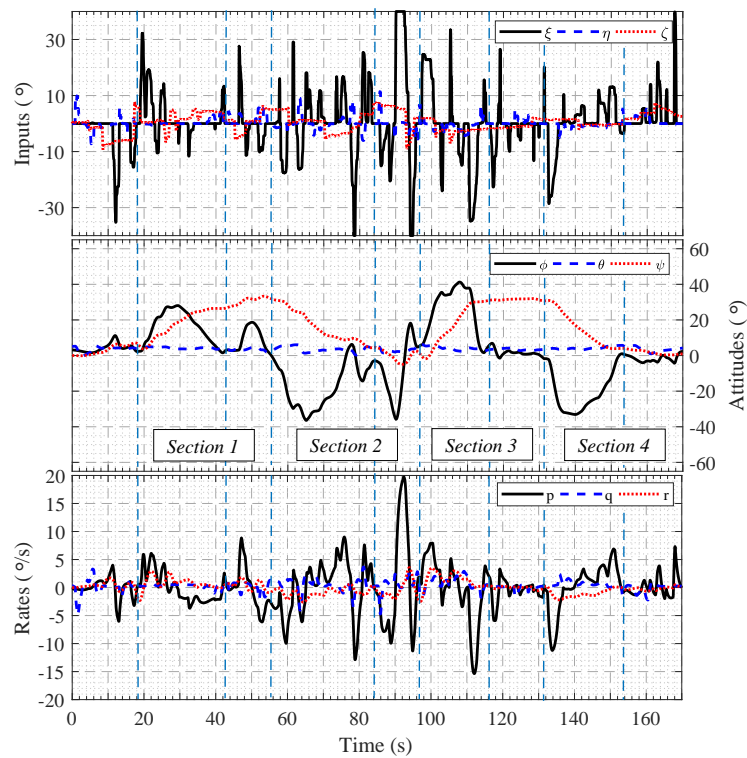 30
10
-10
-30
Inputs ( °)
ξ η ζ
60
40
20
0
-20
-40
-60
Attitudes ( °)
ϕ θ ψ
Section 1 Section 2 Section 3 Section 4
20
15
10
5
0
-5
-10
-15
-20
Rates ( °/s)
p q r
0 20 40 60 80 100 120 140 160
Time (s)